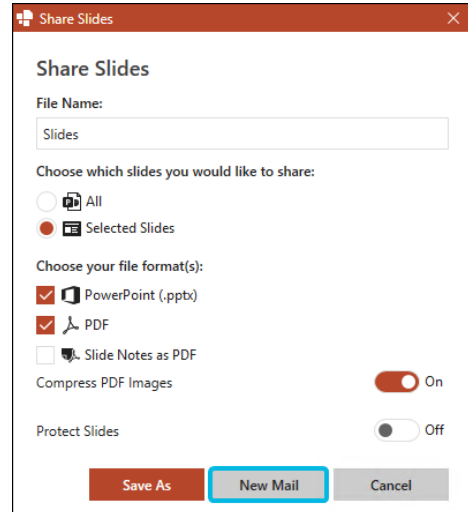 Share Slides
Share Slides
File Name:
Slides
Choose which slides you would like to share:
All
Selected Slides
Choose your file format(s):
PowerPoint (.pptx)
PDF
Slide Notes as PDF
Compress PDF Images On
Protect Slides Off
Save As New Mail Cancel